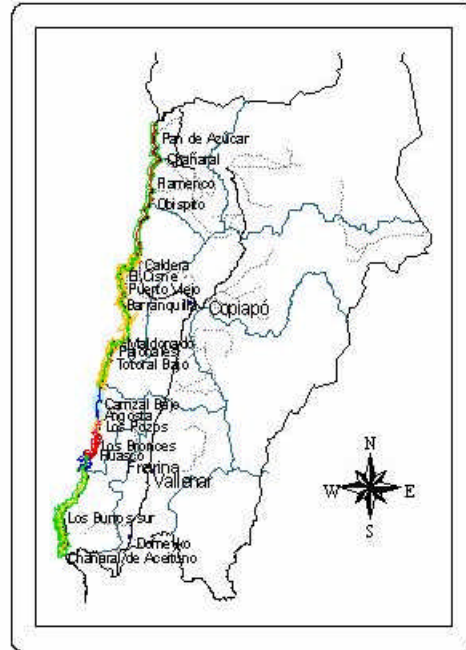 Pan de Azúcar
Chañaral
Flamenco
Obispito
Caldera
El Cisne
Puerto Viejo
Barranquilla
Copiapó
Maldonado
Pajonales
Totoral Bajo
Carrizal Bajo
Angosta
Los Pozos
Los Bronces
Huasco
Freirina
Vallenar
N
W
E
S
Los Burros sur
Domeyko
Chañaral de Aceituno